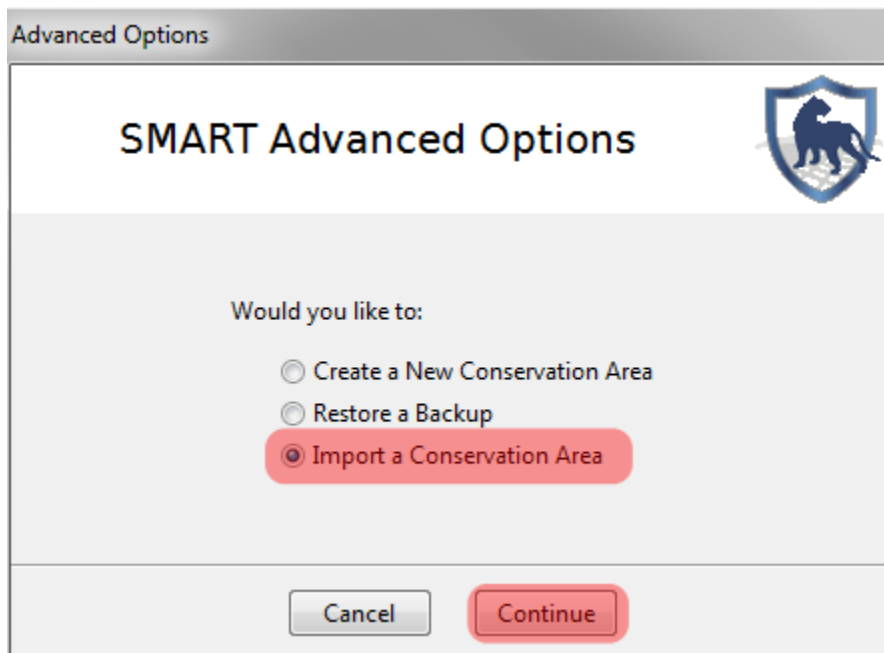 Advanced Options
SMART Advanced Options
Would you like to:
Create a New Conservation Area
Restore a Backup
Import a Conservation Area
Cancel Continue